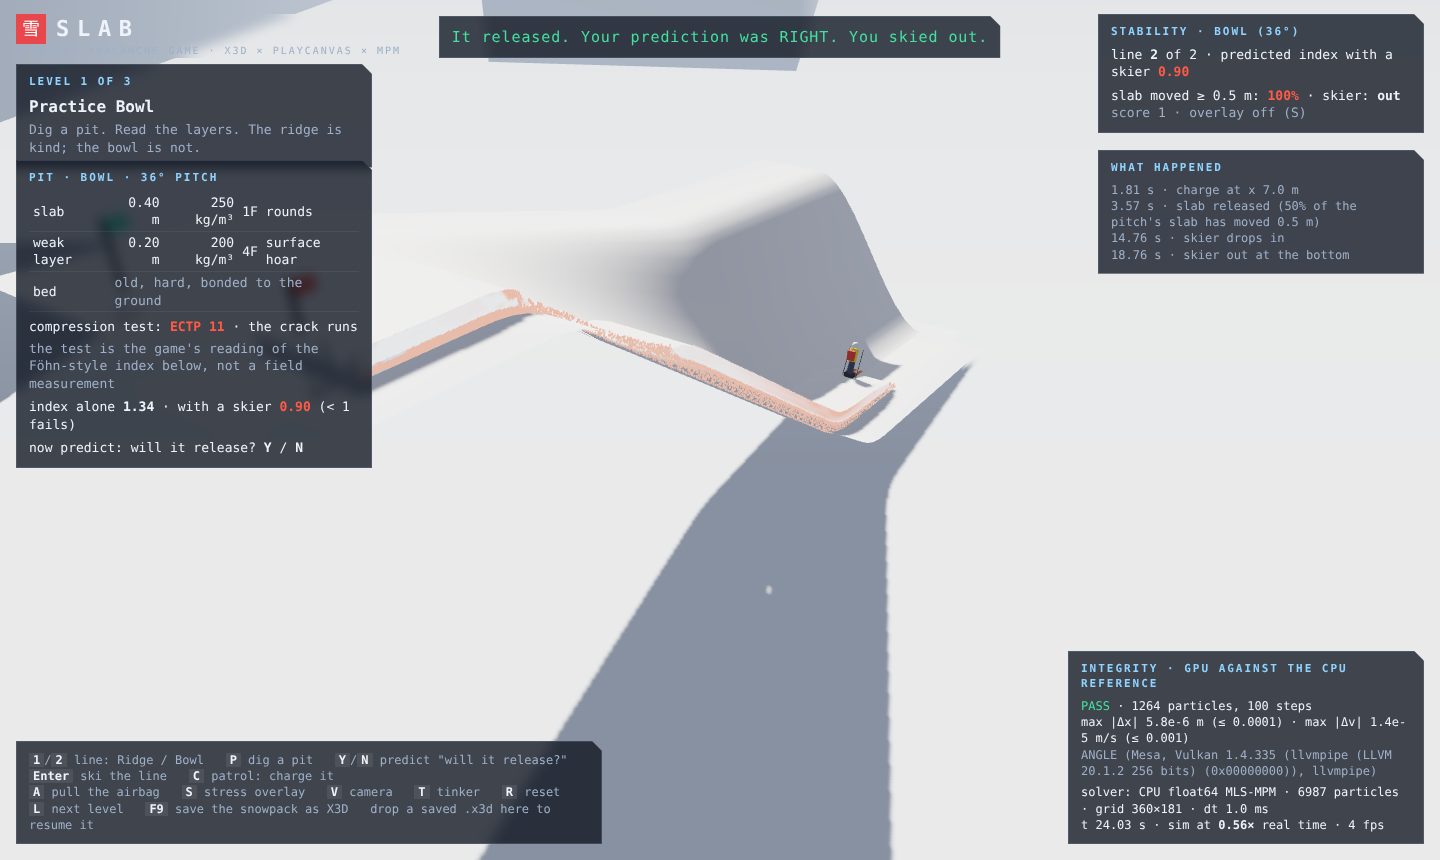 雪 SLAB
AVALANCHE GAME · X3D × PLAYCANVAS × MPM
LEVEL 1 OF 3
Practice Bowl
Dig a pit. Read the layers. The ridge is
kind; the bowl is not.
PIT · BOWL · 36° PITCH
slab 0.40 m 250 kg/m³ 1F rounds
weak layer 0.20 m 200 kg/m³ 4F surface hoar
bed old, hard, bonded to the
ground
compression test: ECTP 11 · the crack runs
the test is the game's reading of the
Föhn-style index below, not a field
measurement
index alone 1.34 · with a skier 0.90 (< 1
fails)
now predict: will it release? Y / N
It released. Your prediction was RIGHT. You skied out.
STABILITY · BOWL (36°)
line 2 of 2 · predicted index with a
skier 0.90
slab moved ≥ 0.5 m: 100% · skier: out
score 1 · overlay off (S)
WHAT HAPPENED
1.81 s · charge at x 7.0 m
3.57 s · slab released (50% of the
pitch's slab has moved 0.5 m)
14.76 s · skier drops in
18.76 s · skier out at the bottom
1/2 line: Ridge / Bowl P dig a pit Y/N predict "will it release?"
Enter ski the line C patrol: charge it
A pull the airbag S stress overlay V camera T tinker R reset
L next level F9 save the snowpack as X3D drop a saved .x3d here to
resume it
INTEGRITY · GPU AGAINST THE CPU
REFERENCE
PASS · 1264 particles, 100 steps
max |Δx| 5.8e-6 m (≤ 0.0001) · max |Δv| 1.4e-
5 m/s (≤ 0.001)
ANGLE (Mesa, Vulkan 1.4.335 (llvmpipe (LLVM
20.1.2 256 bits) (0x00000000)), llvmpipe)
solver: CPU float64 MLS-MPM · 6987 particles
· grid 360×181 · dt 1.0 ms
t 24.03 s · sim at 0.56× real time · 4 fps